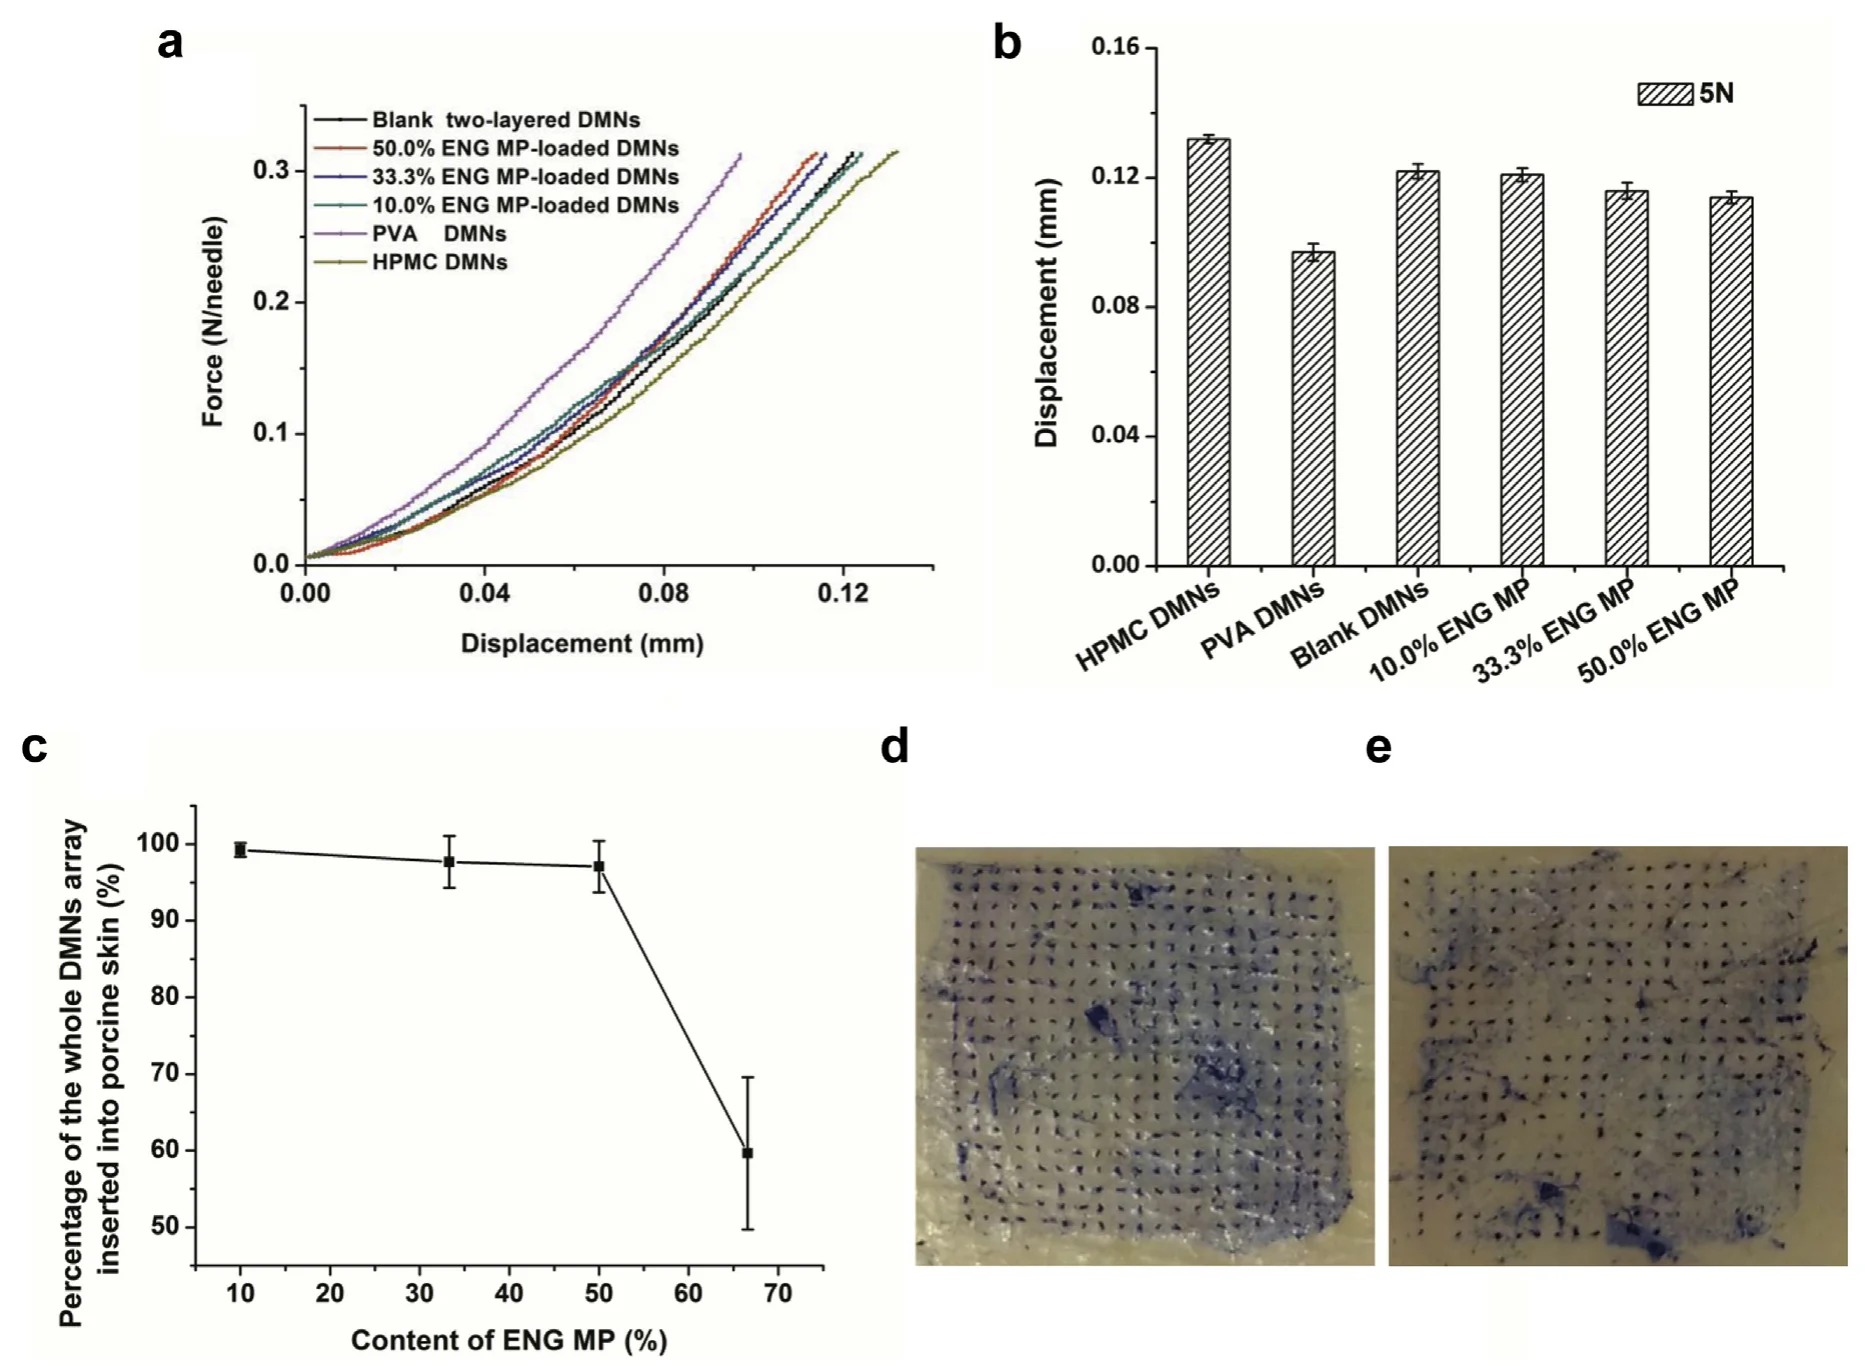 a
Blank two-layered DMNs
50.0% ENG MP-loaded DMNs
33.3% ENG MP-loaded DMNs
10.0% ENG MP-loaded DMNs
PVA DMNs
HPMC DMNs
0.3
0.2
0.1
0.0
Force (N/needle)
0.00 0.04 0.08 0.12
Displacement (mm)
b
5N
0.16
0.12
0.08
0.04
0.00
Displacement (mm)
HPMC DMNs
PVA DMNs
Blank DMNs
10.0% ENG MP
33.3% ENG MP
50.0% ENG MP
c
Percentage of the whole DMNs array
inserted into porcine skin (%)
100
90
80
70
60
50
10 20 30 40 50 60 70
Content of ENG MP (%)
d
e